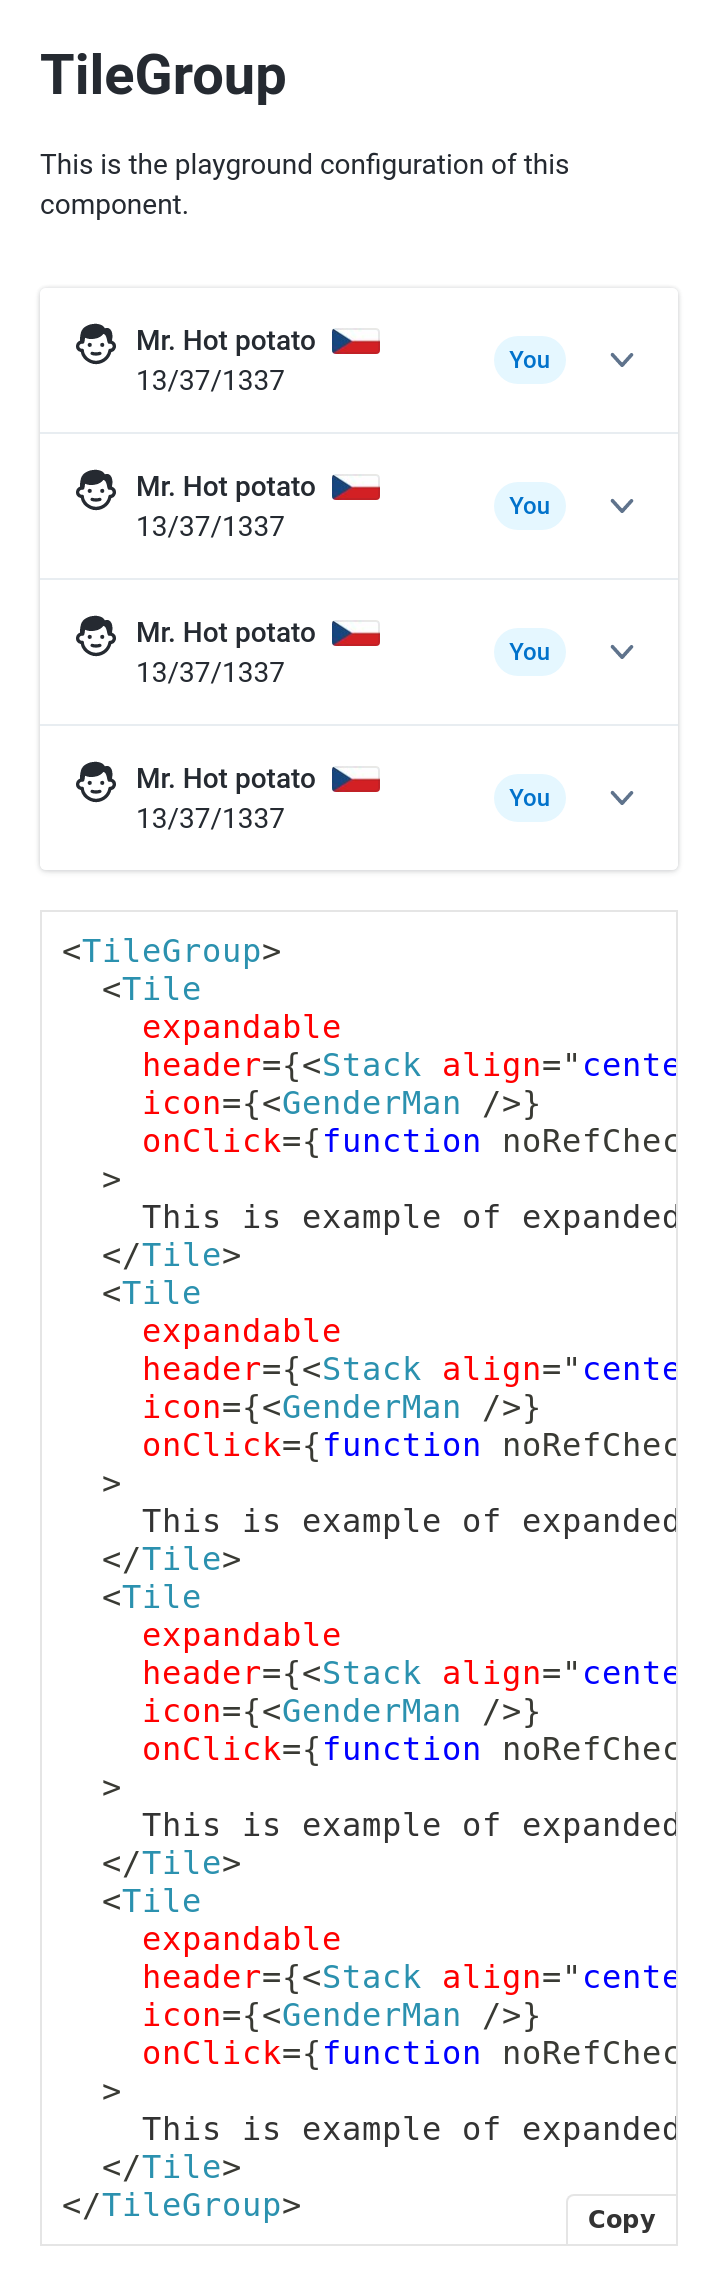 TileGroup
This is the playground configuration of this
component.
Mr. Hot potato
13/37/1337
You
Mr. Hot potato
13/37/1337
You
Mr. Hot potato
13/37/1337
You
Mr. Hot potato
13/37/1337
You
<TileGroup>
  <Tile
    expandable
    header={<Stack align="cente
    icon={<GenderMan />}
    onClick={function noRefChec
  >
    This is example of expanded
  </Tile>
  <Tile
    expandable
    header={<Stack align="cente
    icon={<GenderMan />}
    onClick={function noRefChec
  >
    This is example of expanded
  </Tile>
  <Tile
    expandable
    header={<Stack align="cente
    icon={<GenderMan />}
    onClick={function noRefChec
  >
    This is example of expanded
  </Tile>
  <Tile
    expandable
    header={<Stack align="cente
    icon={<GenderMan />}
    onClick={function noRefChec
  >
    This is example of expanded
  </Tile>
</TileGroup>
Copy